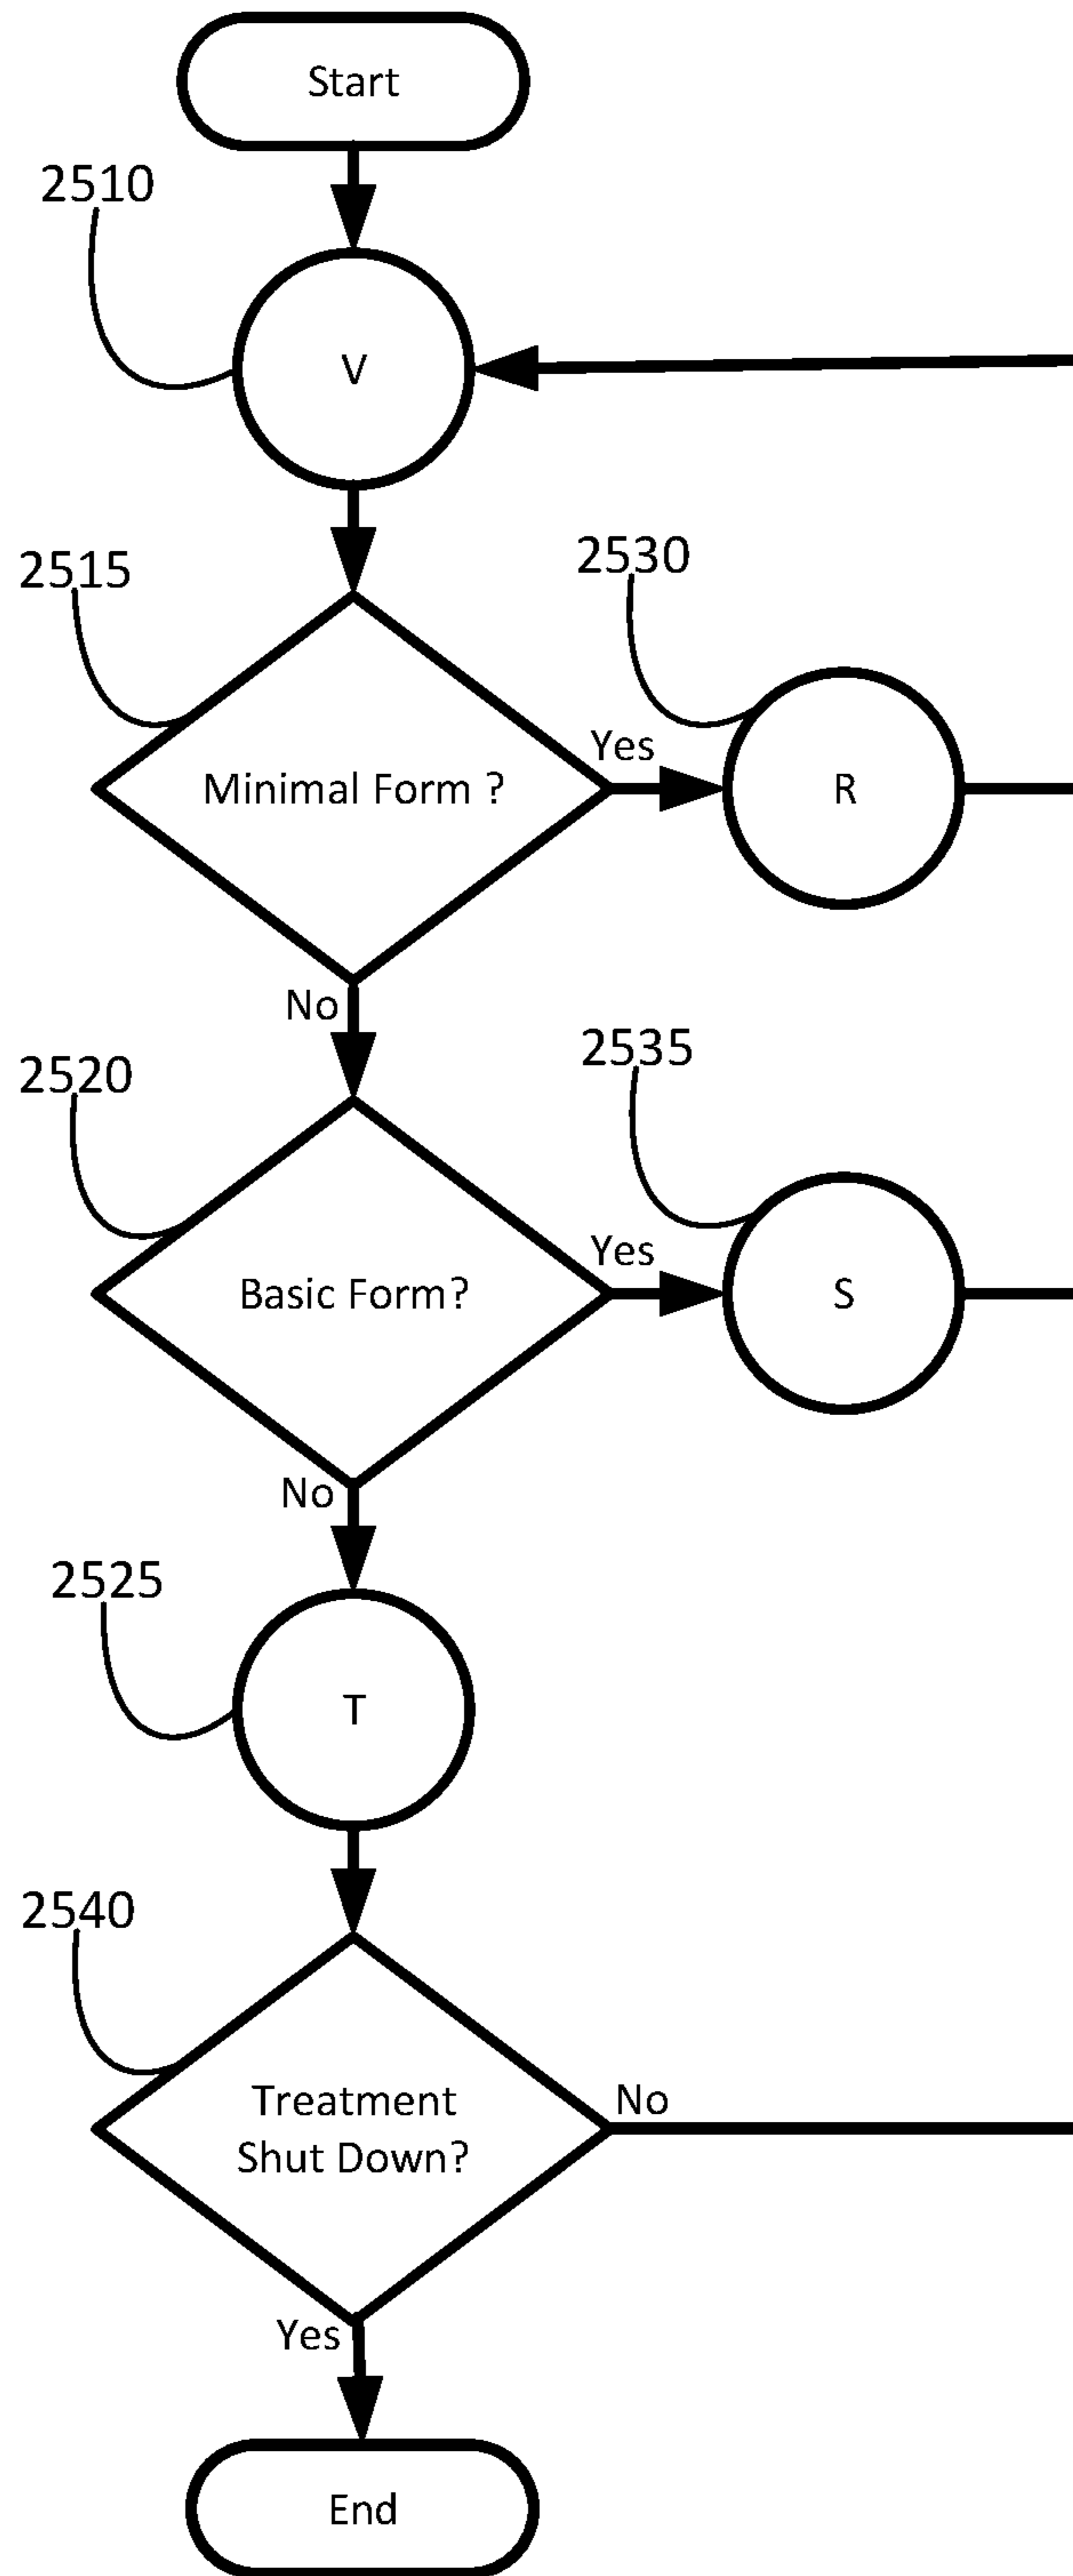 Start
2510
V
2515
2530
Minimal Form ?
Yes
R
No
2520
2535
Basic Form?
Yes
S
No
2525
T
2540
Treatment
Shut Down?
No
Yes
End